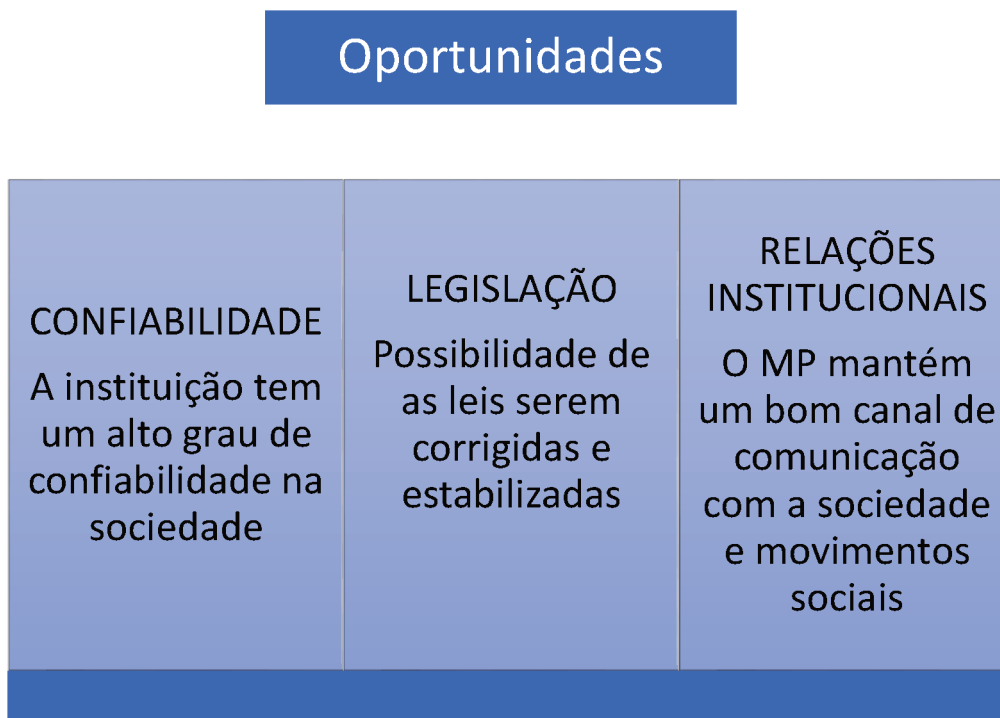 Oportunidades
CONFIABILIDADE
A instituição tem
um alto grau de
confiabilidade na
sociedade
LEGISLAÇÃO
Possibilidade de
as leis serem
corrigidas e
estabilizadas
RELAÇÕES
INSTITUCIONAIS
O MP mantém
um bom canal de
comunicação
com a sociedade
e movimentos
sociais